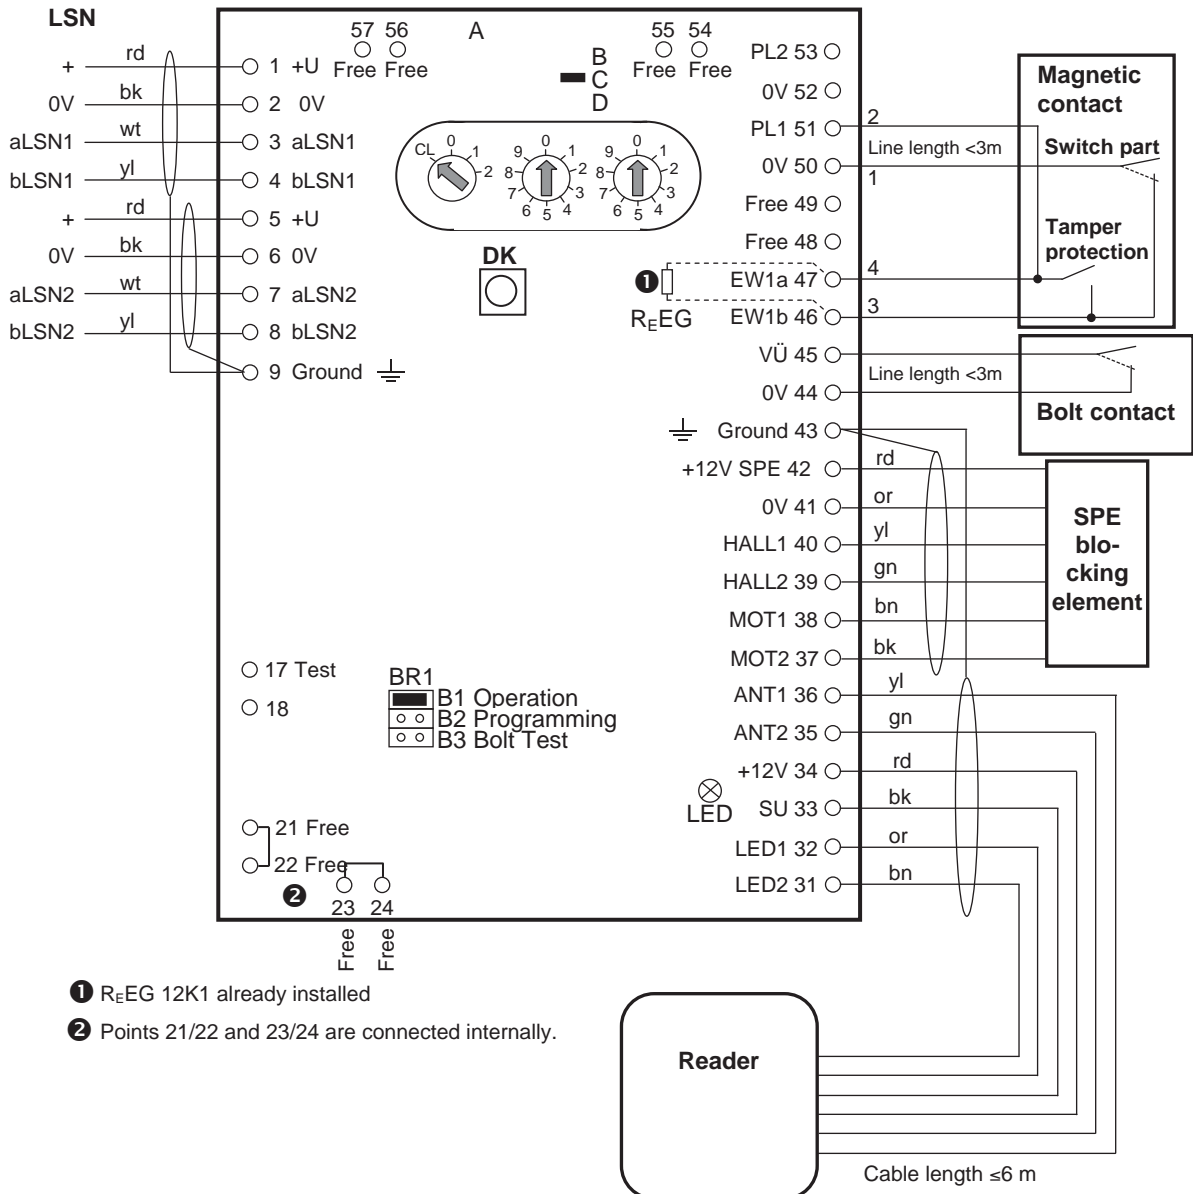 LSN
+ rd 1 +U
0V bk 2 0V
aLSN1 wt 3 aLSN1
bLSN1 yl 4 bLSN1
+ rd 5 +U
0V bk 6 0V
aLSN2 wt 7 aLSN2
bLSN2 yl 8 bLSN2
9 Ground
57 56
Free Free
A
B
C
D
55 54
Free Free
CL 0 1 2
0 1 2 3 4 5 6 7 8 9
0 1 2 3 4 5 6 7 8 9
DK
❶
REEG
PL2 53
0V 52
PL1 51 2
Line length <3m
0V 50 1
Free 49
Free 48
EW1a 47 4
EW1b 46 3
VÜ 45
Line length <3m
0V 44
Ground 43
+12V SPE 42 rd
0V 41 or
HALL1 40 yl
HALL2 39 gn
MOT1 38 bn
MOT2 37 bk
ANT1 36 yl
ANT2 35 gn
+12V 34 rd
SU 33 bk
LED1 32 or
LED2 31 bn
LED
Magnetic
contact
Switch part
Tamper
protection
Bolt contact
SPE
blo-
cking
element
17 Test
18
BR1
B1 Operation
B2 Programming
B3 Bolt Test
21 Free
22 Free
❷
23 24
Free Free
❶ REEG 12K1 already installed
❷ Points 21/22 and 23/24 are connected internally.
Reader
Cable length ≤6 m